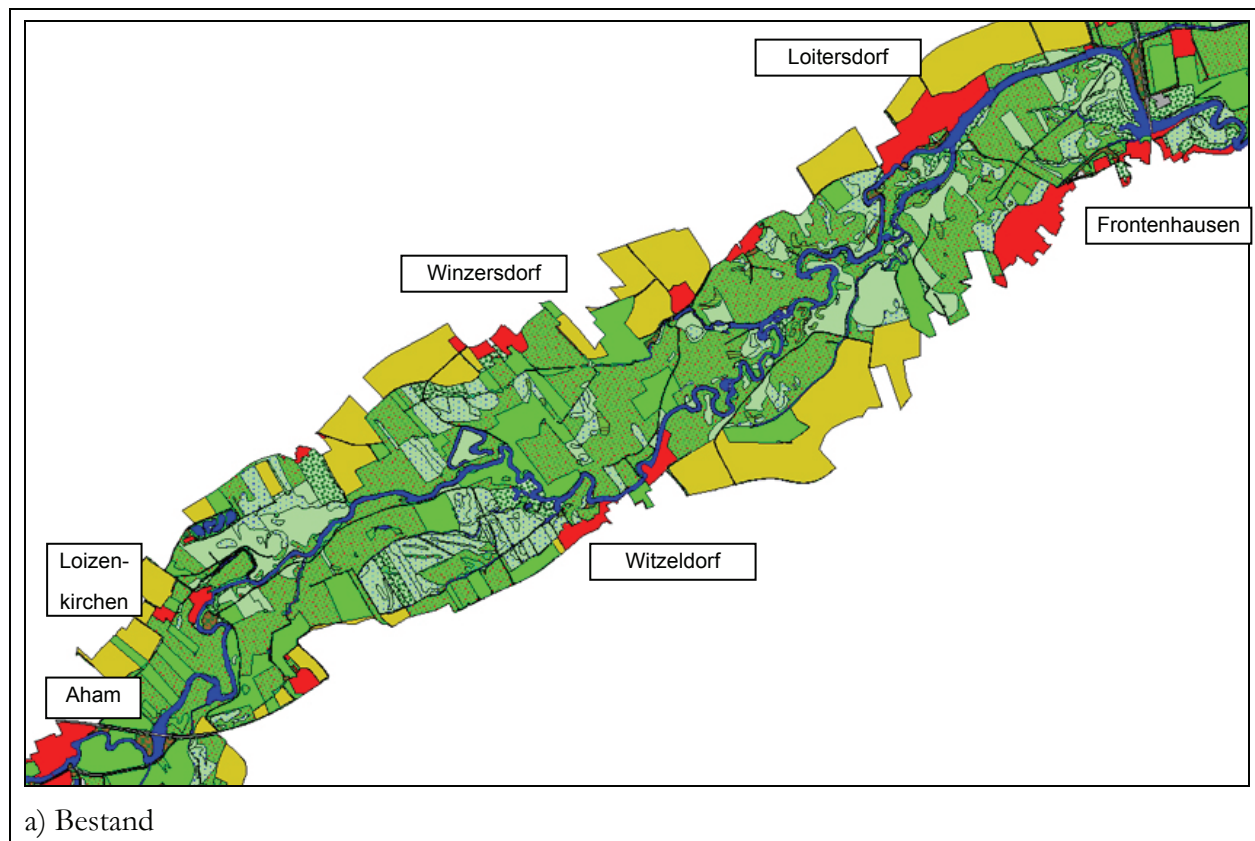 Loitersdorf
Frontenhausen
Winzersdorf
Witzeldorf
Loizen-
kirchen
Aham
a) Bestand